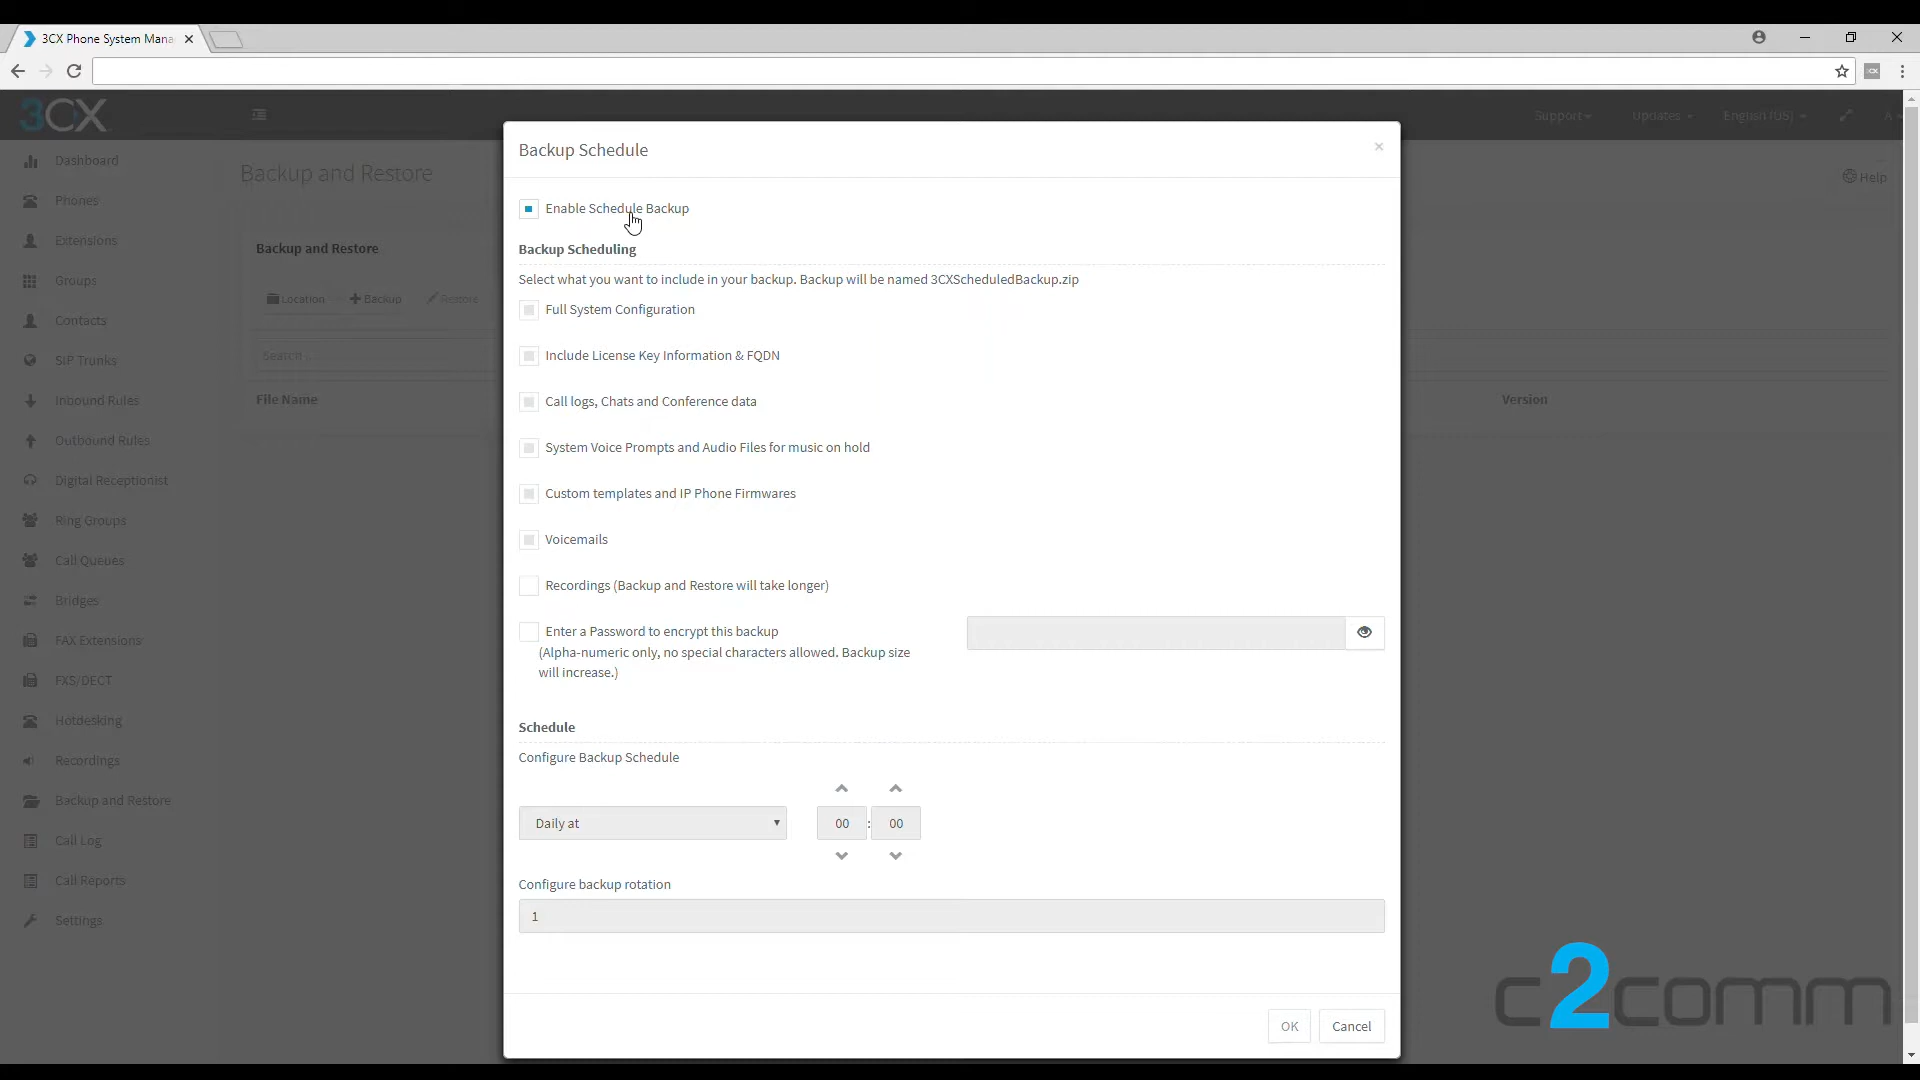 3CX Phone System Mana
3CX
Support
Updates
English (US)
A
Dashboard
Phones
Extensions
Groups
Contacts
SIP Trunks
Inbound Rules
Outbound Rules
Digital Receptionist
Ring Groups
Call Queues
Bridges
FAX Extensions
FXS/DECT
Hotdesking
Recordings
Backup and Restore
Call Log
Call Reports
Settings
Backup and Restore
Help
Backup and Restore
Location
Backup
Restore
Search
File Name
Version
Backup Schedule
×
Enable Schedule Backup
Backup Scheduling
Select what you want to include in your backup. Backup will be named 3CXScheduledBackup.zip
Full System Configuration
Include License Key Information & FQDN
Call logs, Chats and Conference data
System Voice Prompts and Audio Files for music on hold
Custom templates and IP Phone Firmwares
Voicemails
Recordings (Backup and Restore will take longer)
Enter a Password to encrypt this backup
(Alpha-numeric only, no special characters allowed. Backup size
will increase.)
Schedule
Configure Backup Schedule
Daily at
00 : 00
Configure backup rotation
1
OK
Cancel
c2comm